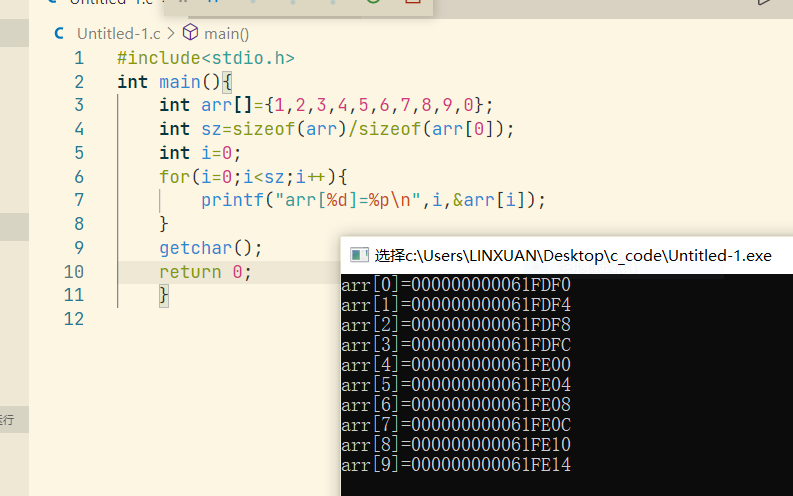 Untitled-1.c
C Untitled-1.c > main()
1 #include<stdio.h>
2 int main(){
3 int arr[]={1,2,3,4,5,6,7,8,9,0};
4 int sz=sizeof(arr)/sizeof(arr[0]);
5 int i=0;
6 for(i=0;i<sz;i++){
7 printf("arr[%d]=%p\n",i,&arr[i]);
8 }
9 getchar();
10 return 0;
11 }
12
选择c:\Users\LINXUAN\Desktop\c_code\Untitled-1.exe
arr[0]=000000000061FDF0
arr[1]=000000000061FDF4
arr[2]=000000000061FDF8
arr[3]=000000000061FDFC
arr[4]=000000000061FE00
arr[5]=000000000061FE04
arr[6]=000000000061FE08
arr[7]=000000000061FE0C
arr[8]=000000000061FE10
arr[9]=000000000061FE14
运行